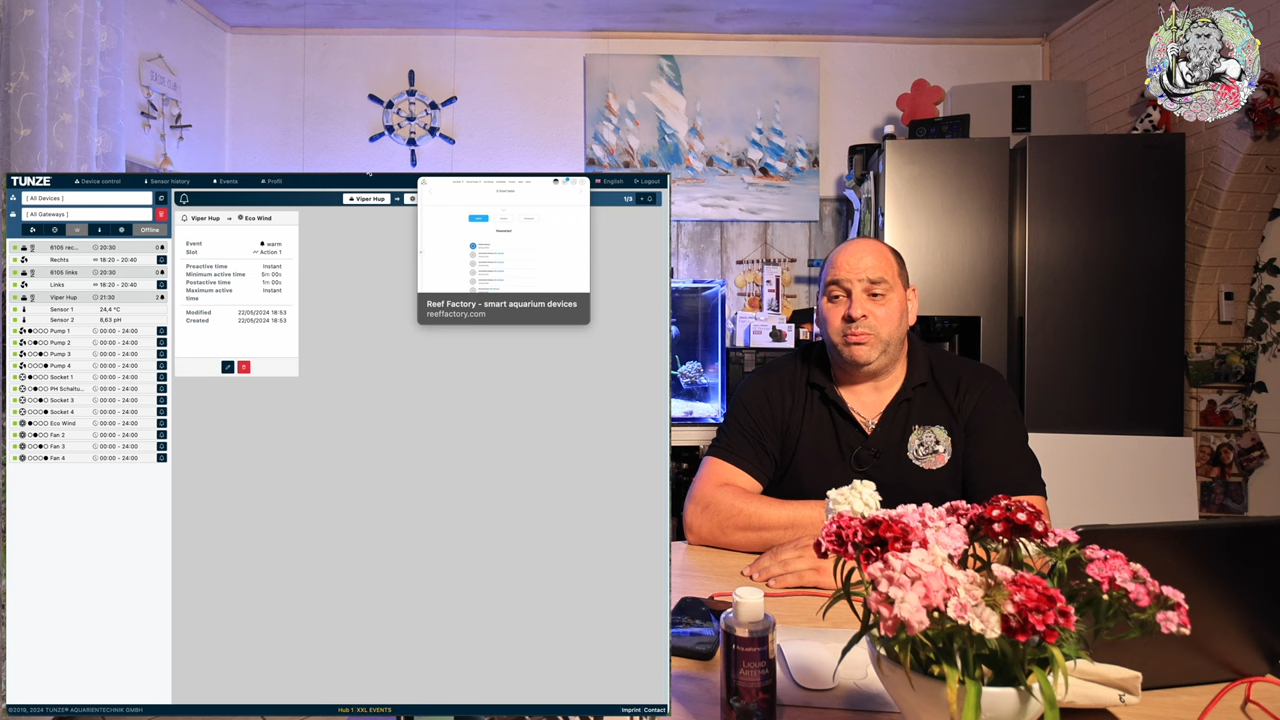 TUNZE
Device control
Sensor history
Events
Profil
English
Logout
[ All Devices ]
[ All Gateways ]
Offline
Viper Hup
1/3
6105 rec...
20:30
0
Rechts
18:20 - 20:40
6105 links
20:30
0
Links
18:20 - 20:40
Viper Hup
21:30
2
Sensor 1
24,4 °C
Sensor 2
8,63 pH
Pump 1
00:00 - 24:00
Pump 2
00:00 - 24:00
Pump 3
00:00 - 24:00
Pump 4
00:00 - 24:00
Socket 1
00:00 - 24:00
PH Schaltu...
00:00 - 24:00
Socket 3
00:00 - 24:00
Socket 4
00:00 - 24:00
Eco Wind
00:00 - 24:00
Fan 2
00:00 - 24:00
Fan 3
00:00 - 24:00
Fan 4
00:00 - 24:00
Viper Hup
Eco Wind
Event
warm
Slot
Action 1
Preactive time
Instant
Minimum active time
5m 00s
Postactive time
1m 00s
Maximum active
Instant
time
Modified
22/05/2024 18:53
Created
22/05/2024 18:53
Reef Factory - smart aquarium devices
reeffactory.com
©2019, 2024 TUNZE® AQUARIENTECHNIK GMBH
Hub 1 XXL EVENTS
Imprint Contact
LIQUID
ARTEMIA